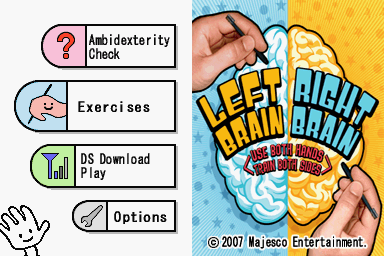 Ambidexterity
Check
Exercises
DS Download
Play
Options
LEFT
BRAIN
RIGHT
BRAIN
USE BOTH HANDS
TRAIN BOTH SIDES
© 2007 Majesco Entertainment.